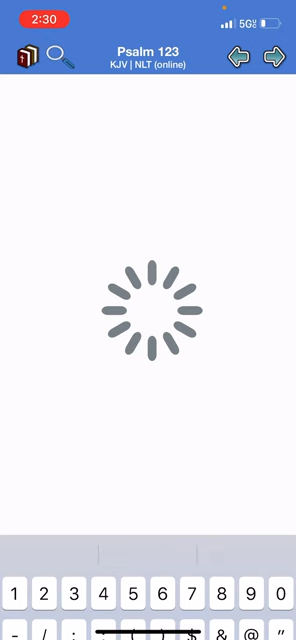 2:30
5G
Psalm 123
KJV | NLT (online)
1 2 3 4 5 6 7 8 9 0
- / : ( ) $ & @ "